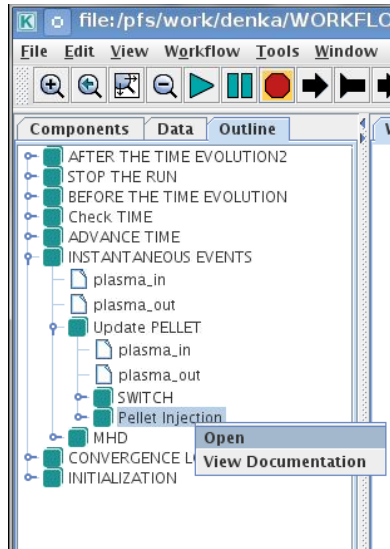 K file:/pfs/work/denka/WORKFLO
File Edit View Workflow Tools Window
Components Data Outline
AFTER THE TIME EVOLUTION2
STOP THE RUN
BEFORE THE TIME EVOLUTION
Check TIME
ADVANCE TIME
INSTANTANEOUS EVENTS
plasma_in
plasma_out
Update PELLET
plasma_in
plasma_out
SWITCH
Pellet Injection
Open
MHD
CONVERGENCE L
View Documentation
INITIALIZATION